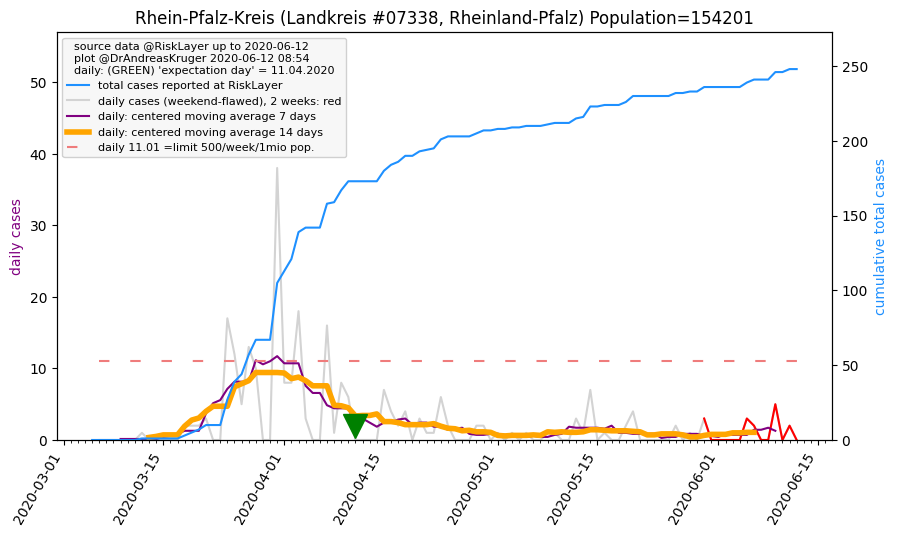 Rhein-Pfalz-Kreis (Landkreis #07338, Rheinland-Pfalz) Population=154201
source data @RiskLayer up to 2020-06-12
plot @DrAndreasKruger 2020-06-12 08:54
daily: (GREEN) 'expectation day' = 11.04.2020
total cases reported at RiskLayer
daily cases (weekend-flawed), 2 weeks: red
daily: centered moving average 7 days
daily: centered moving average 14 days
daily 11.01 =limit 500/week/1mio pop.
daily cases
50
40
30
20
10
0
cumulative total cases
250
200
150
100
50
0
2020-03-01
2020-03-15
2020-04-01
2020-04-15
2020-05-01
2020-05-15
2020-06-01
2020-06-15